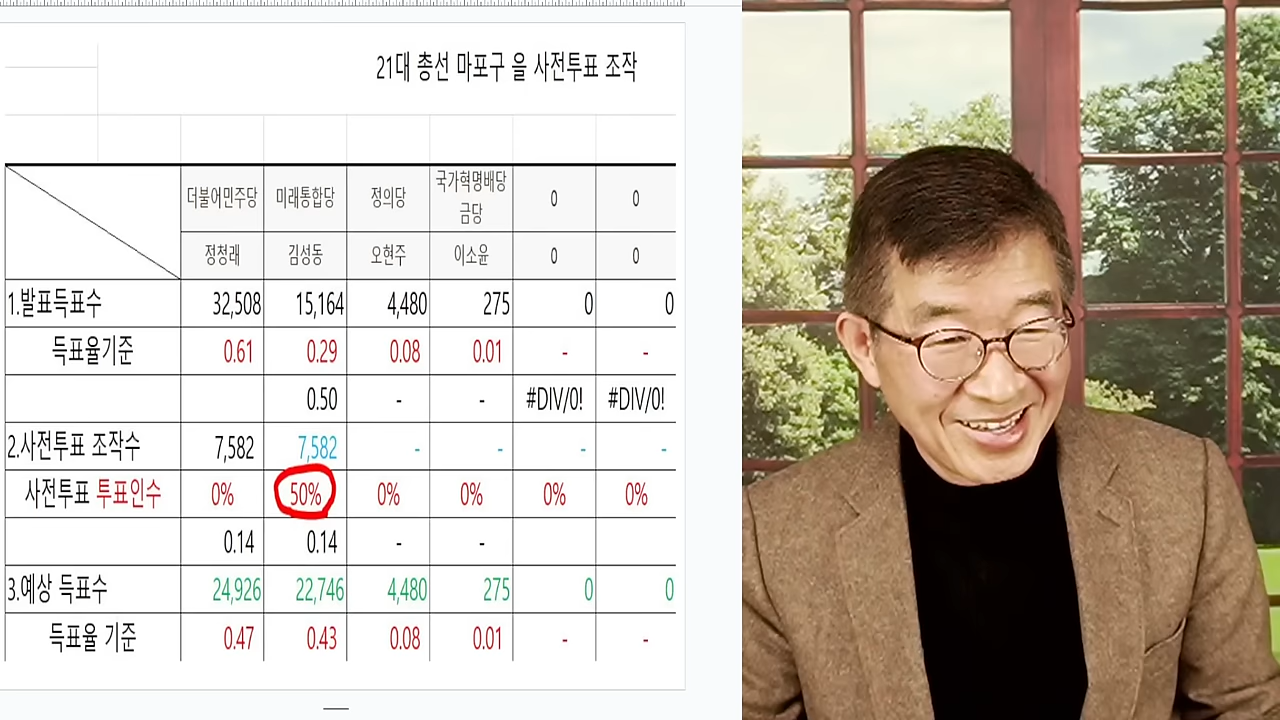 21대 총선 마포구 을 사전투표 조작
더불어민주당 미래통합당 정의당 국가혁명배당금당 0 0
정청래 김성동 오현주 이소윤 0 0
1.발표득표수 32,508 15,164 4,480 275 0 0
득표율기준 0.61 0.29 0.08 0.01 - -
0.50 - - #DIV/0! #DIV/0!
2.사전투표 조작수 7,582 7,582 - - - -
사전투표 투표인수 0% 50% 0% 0% 0% 0%
0.14 0.14 - -
3.예상 득표수 24,926 22,746 4,480 275 0 0
득표율 기준 0.47 0.43 0.08 0.01 - -